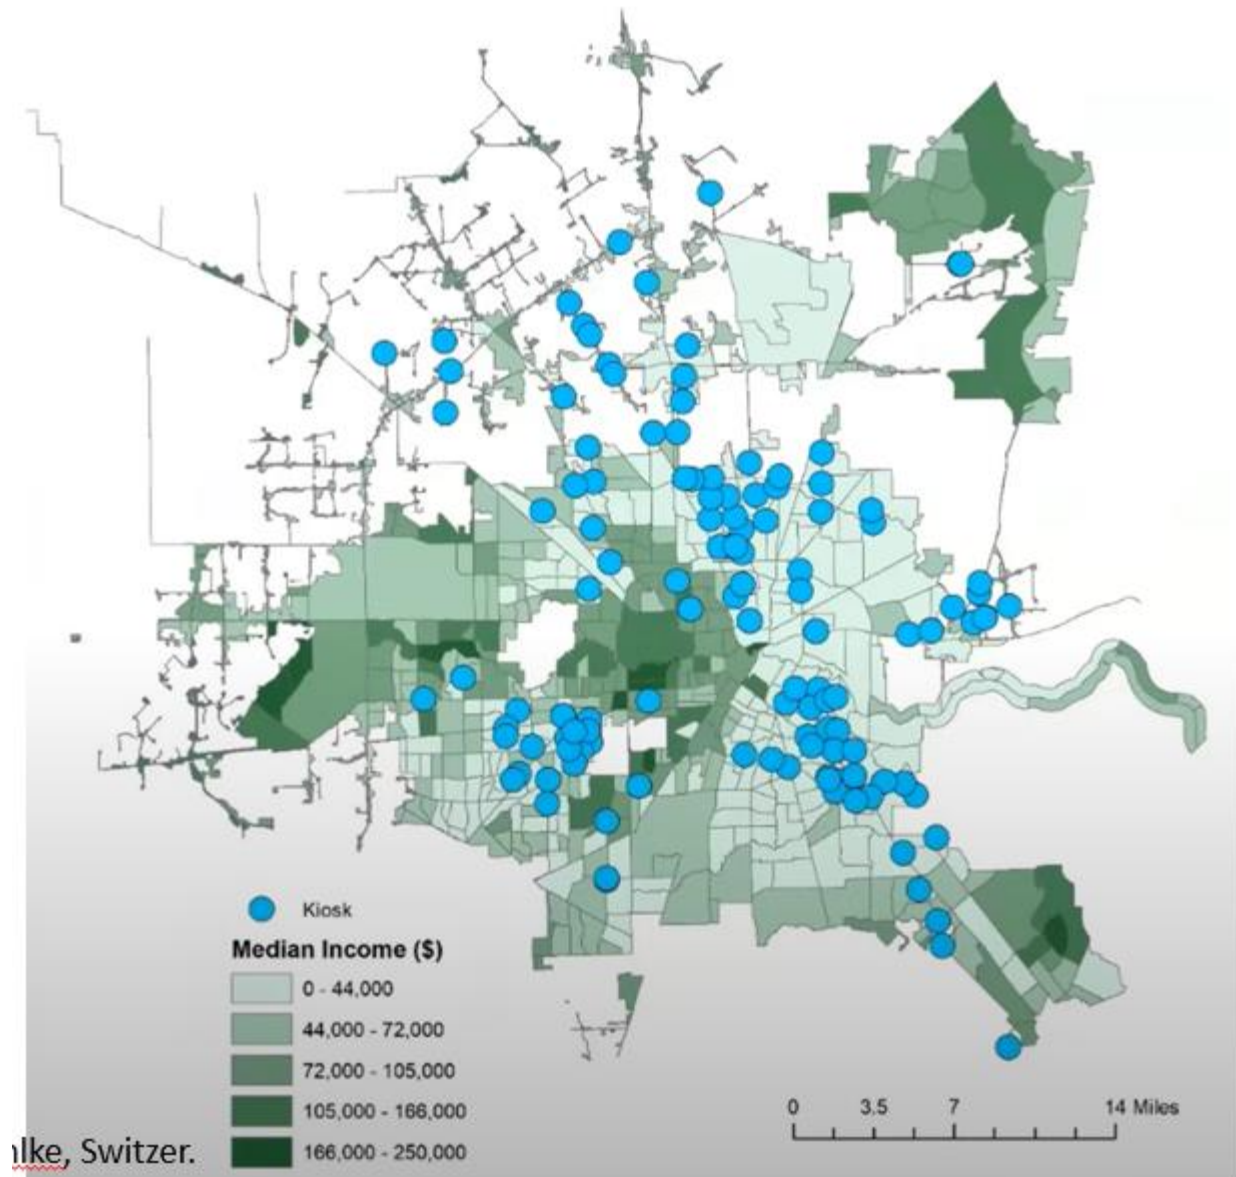 Kiosk
Median Income ($)
0 - 44,000
44,000 - 72,000
72,000 - 105,000
105,000 - 166,000
166,000 - 250,000
0 3.5 7 14 Miles
Switzer.